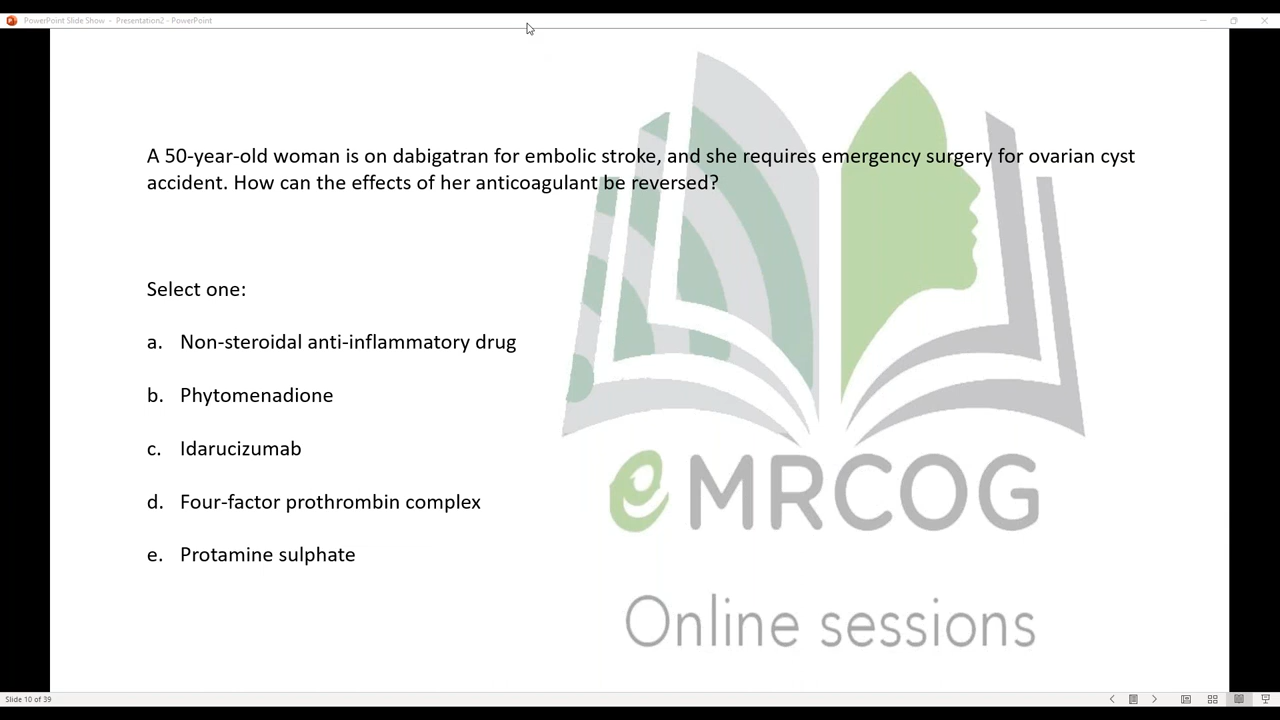 PowerPoint Slide Show - Presentation2 - PowerPoint
A 50-year-old woman is on dabigatran for embolic stroke, and she requires emergency surgery for ovarian cyst
accident. How can the effects of her anticoagulant be reversed?
Select one:
a. Non-steroidal anti-inflammatory drug
b. Phytomenadione
c. Idarucizumab
d. Four-factor prothrombin complex
e. Protamine sulphate
eMRCOG
Online sessions
Slide 10 of 39